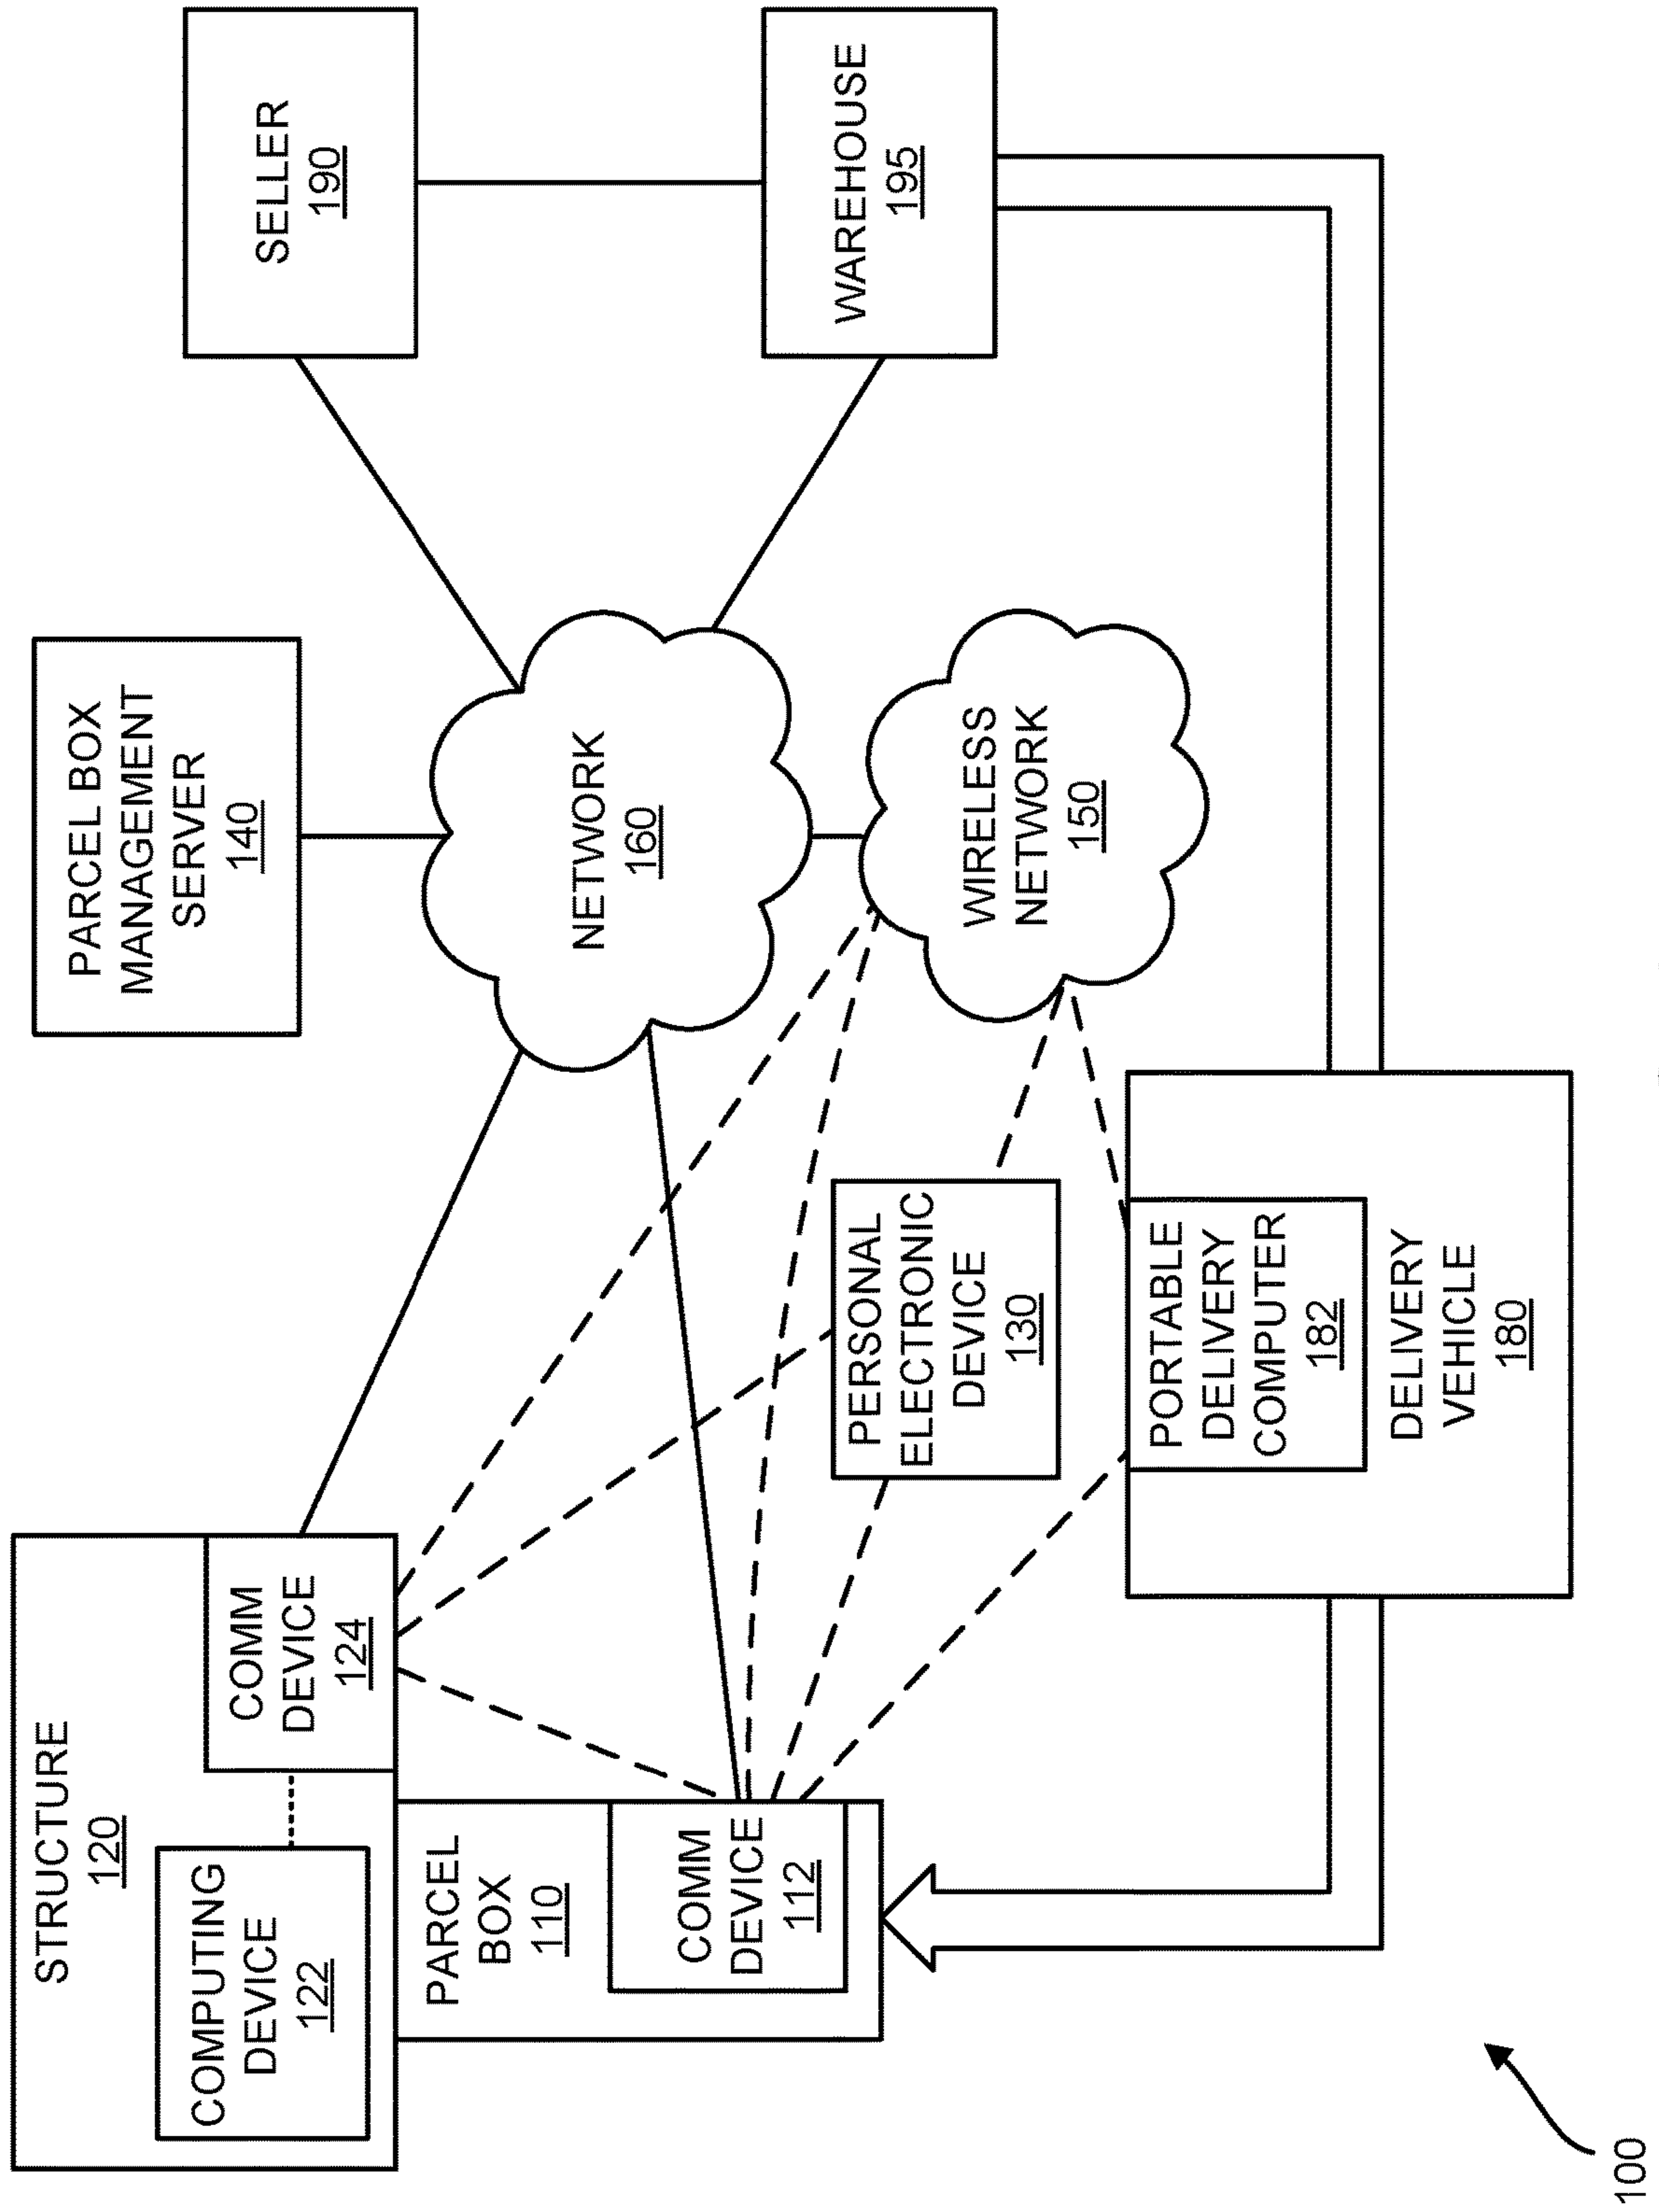 STRUCTURE
120
COMPUTING
DEVICE
122
COMM
DEVICE
124
PARCEL
BOX
110
COMM
DEVICE
112
PARCEL BOX
MANAGEMENT
SERVER
140
NETWORK
160
WIRELESS
NETWORK
150
PERSONAL
ELECTRONIC
DEVICE
130
PORTABLE
DELIVERY
COMPUTER
182
DELIVERY
VEHICLE
180
SELLER
190
WAREHOUSE
195
100